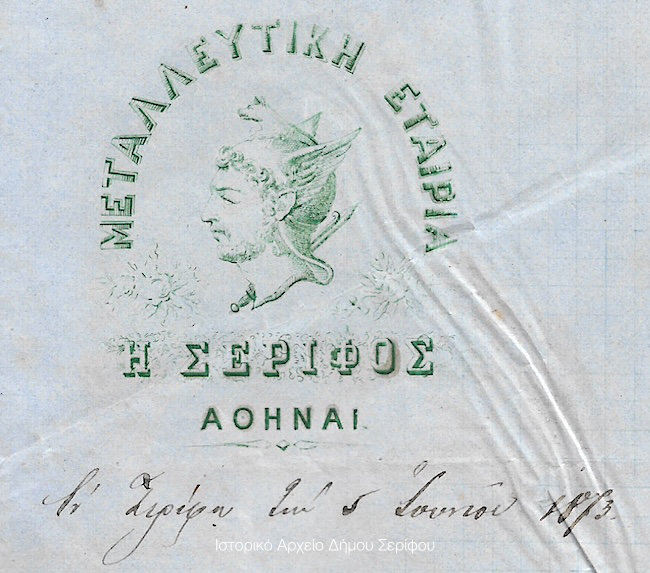 ΜΕΤΑΛΛΕΥΤΙΚΗ ΕΤΑΙΡΙΑ
Η ΣΕΡΙΦΟΣ
ΑΘΗΝΑΙ.
Ἐν Σερίφῳ τῇ 5 Ἰουνίου 1873.
Ιστορικό Αρχείο Δήμου Σερίφου